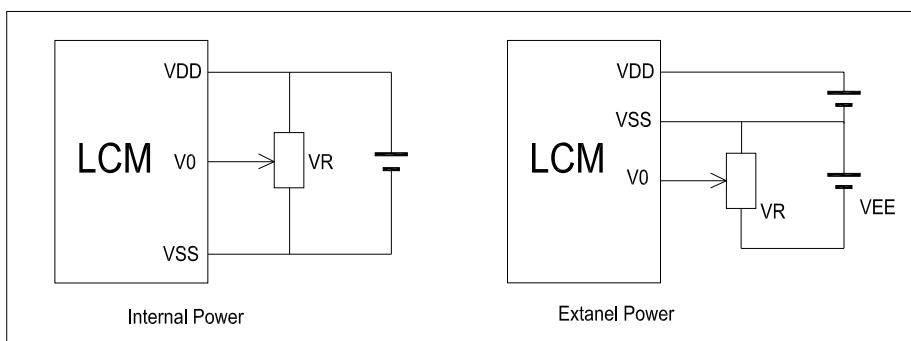 VDD
LCM
V0
VR
VSS
Internal Power
VDD
VSS
LCM
V0
VR
VEE
Extanel Power